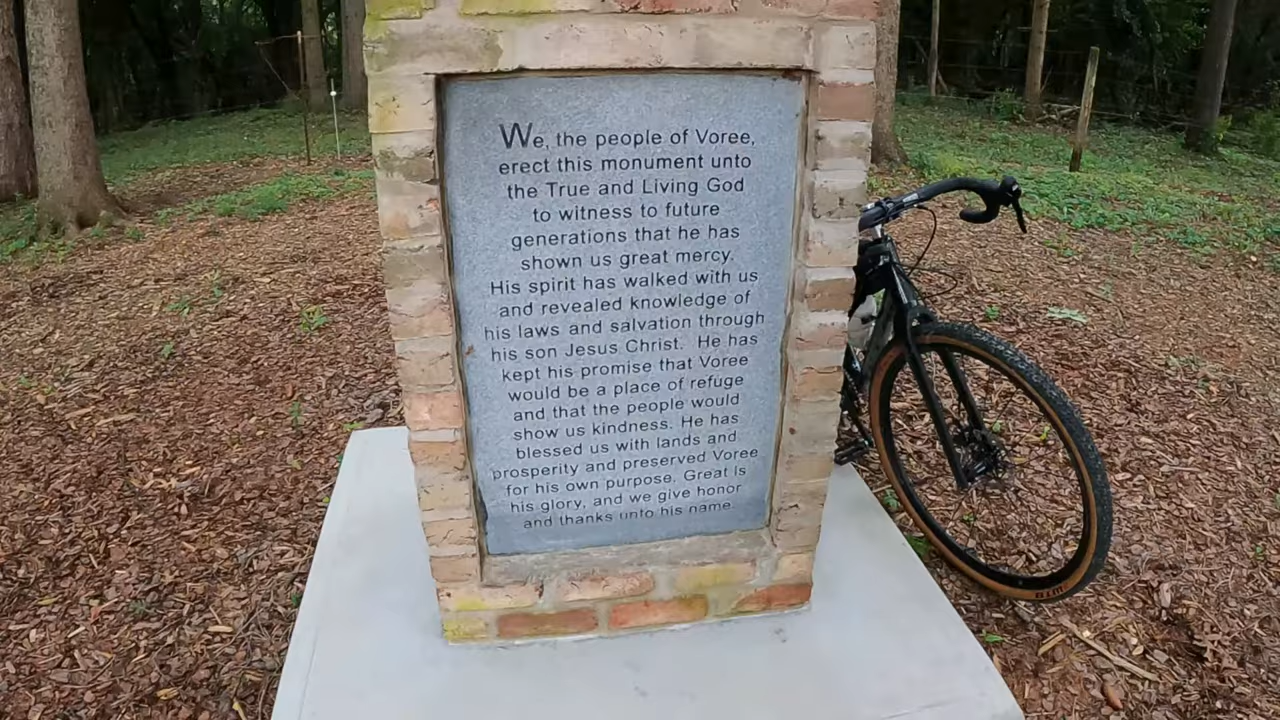 We, the people of Voree,
erect this monument unto
the True and Living God
to witness to future
generations that he has
shown us great mercy.
His spirit has walked with us
and revealed knowledge of
his laws and salvation through
his son Jesus Christ. He has
kept his promise that Voree
would be a place of refuge
and that the people would
show us kindness. He has
blessed us with lands and
prosperity and preserved Voree
for his own purpose. Great is
his glory, and we give honor
and thanks unto his name.